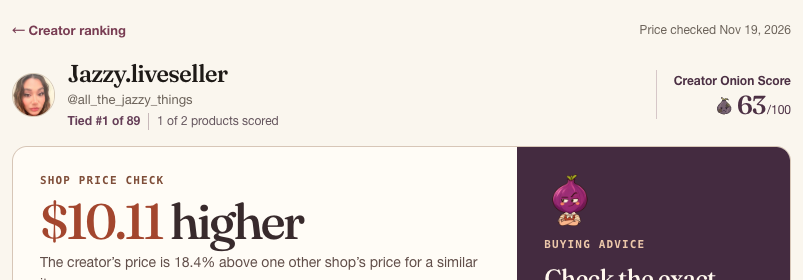 ← Creator ranking
Price checked Nov 19, 2026
Jazzy.liveseller
@all_the_jazzy_things
Tied #1 of 89 | 1 of 2 products scored
Creator Onion Score
63/100
SHOP PRICE CHECK
$10.11 higher
The creator's price is 18.4% above one other shop's price for a similar
BUYING ADVICE
Check the exact